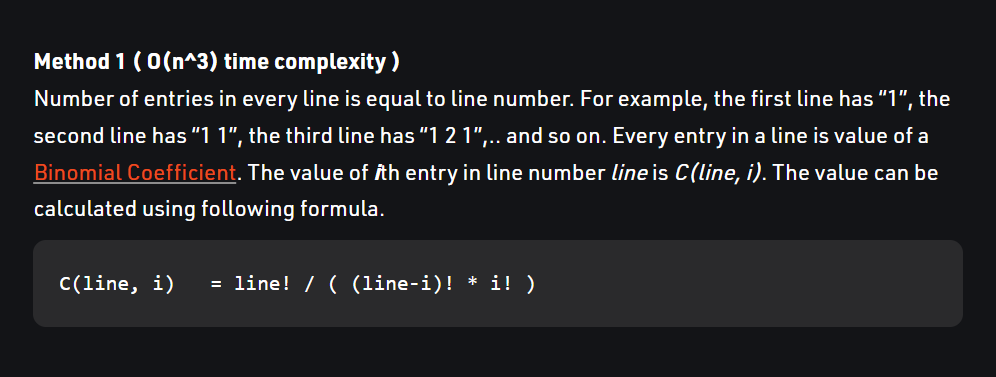 Method 1 ( O(n^3) time complexity )
Number of entries in every line is equal to line number. For example, the first line has “1”, the
second line has “1 1”, the third line has “1 2 1”,.. and so on. Every entry in a line is value of a
Binomial Coefficient. The value of ith entry in line number line is C(line, i). The value can be
calculated using following formula.
C(line, i)   = line! / ( (line-i)! * i! )